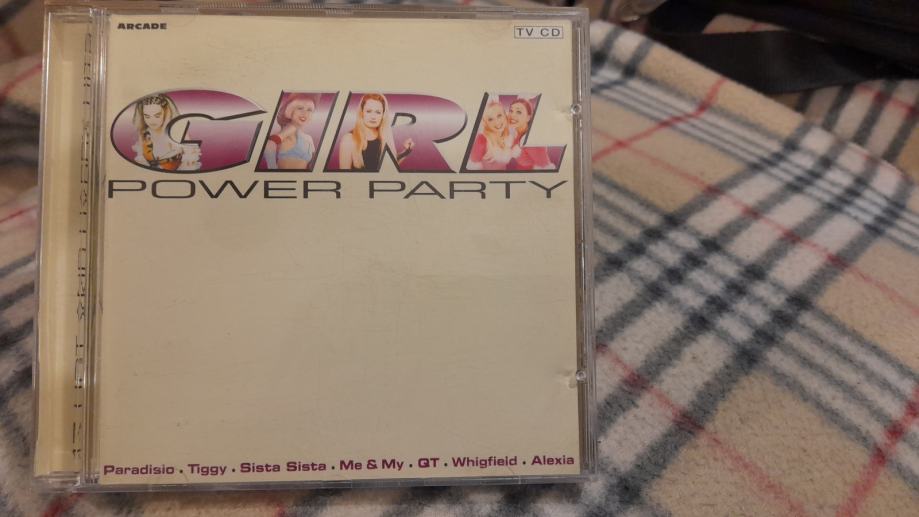 ARCADE
TV CD
GIRL
POWER PARTY
Paradisio . Tiggy . Sista Sista . Me & My . QT . Whigfield . Alexia